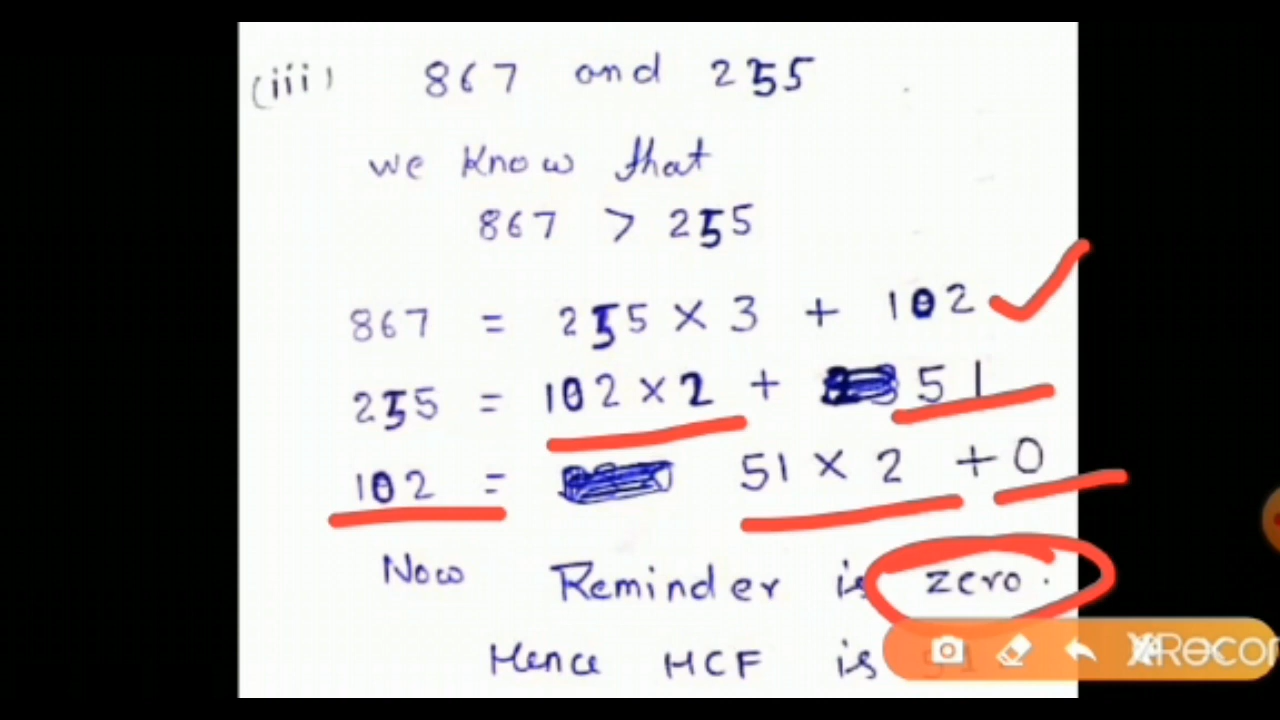 (iii) 867 and 255
we know that
867 > 255
867 = 255 × 3 + 102
255 = 102 × 2 + 51
102 = 51 × 2 + 0
Now Reminder is zero.
Hence HCF is
XRecor